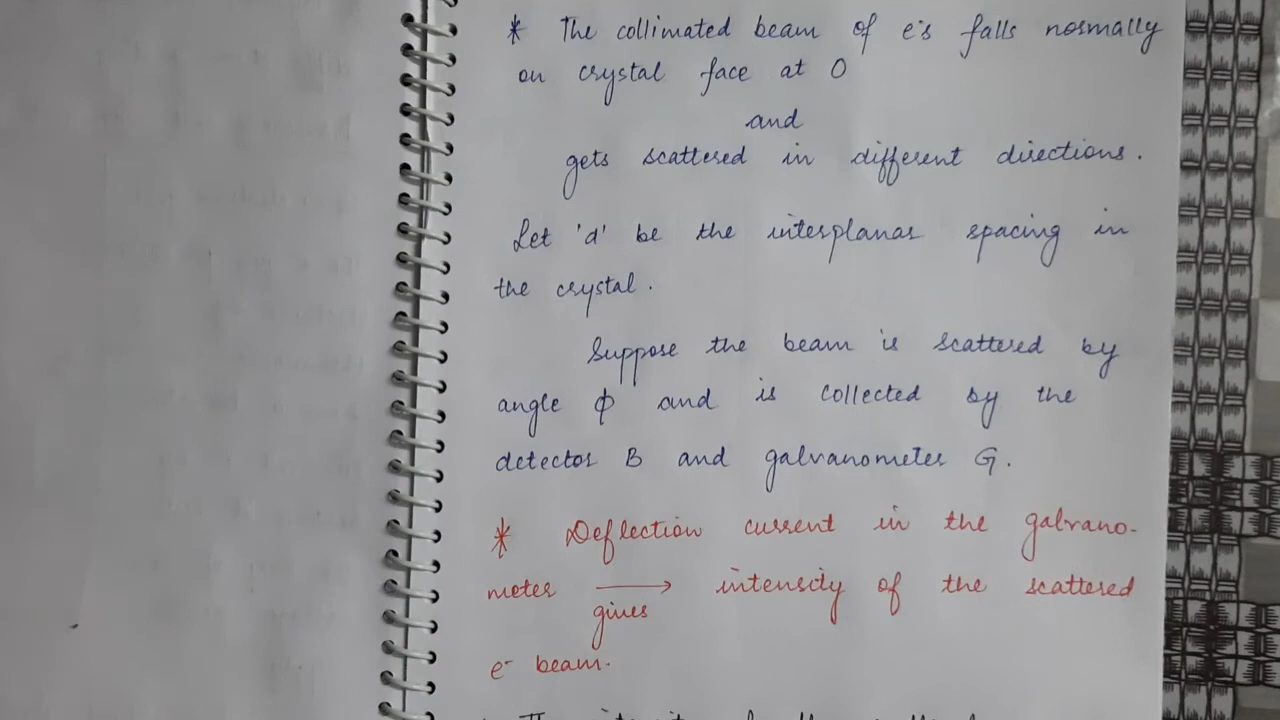 * The collimated beam of e's falls normally
on crystal face at O
and
gets scattered in different directions.
Let 'd' be the interplanar spacing in
the crystal.
Suppose the beam is scattered by
angle φ and is collected by the
detector B and galvanometer G.
* Deflection current in the galvano-
meter → intensity of the scattered
gives
e⁻ beam.